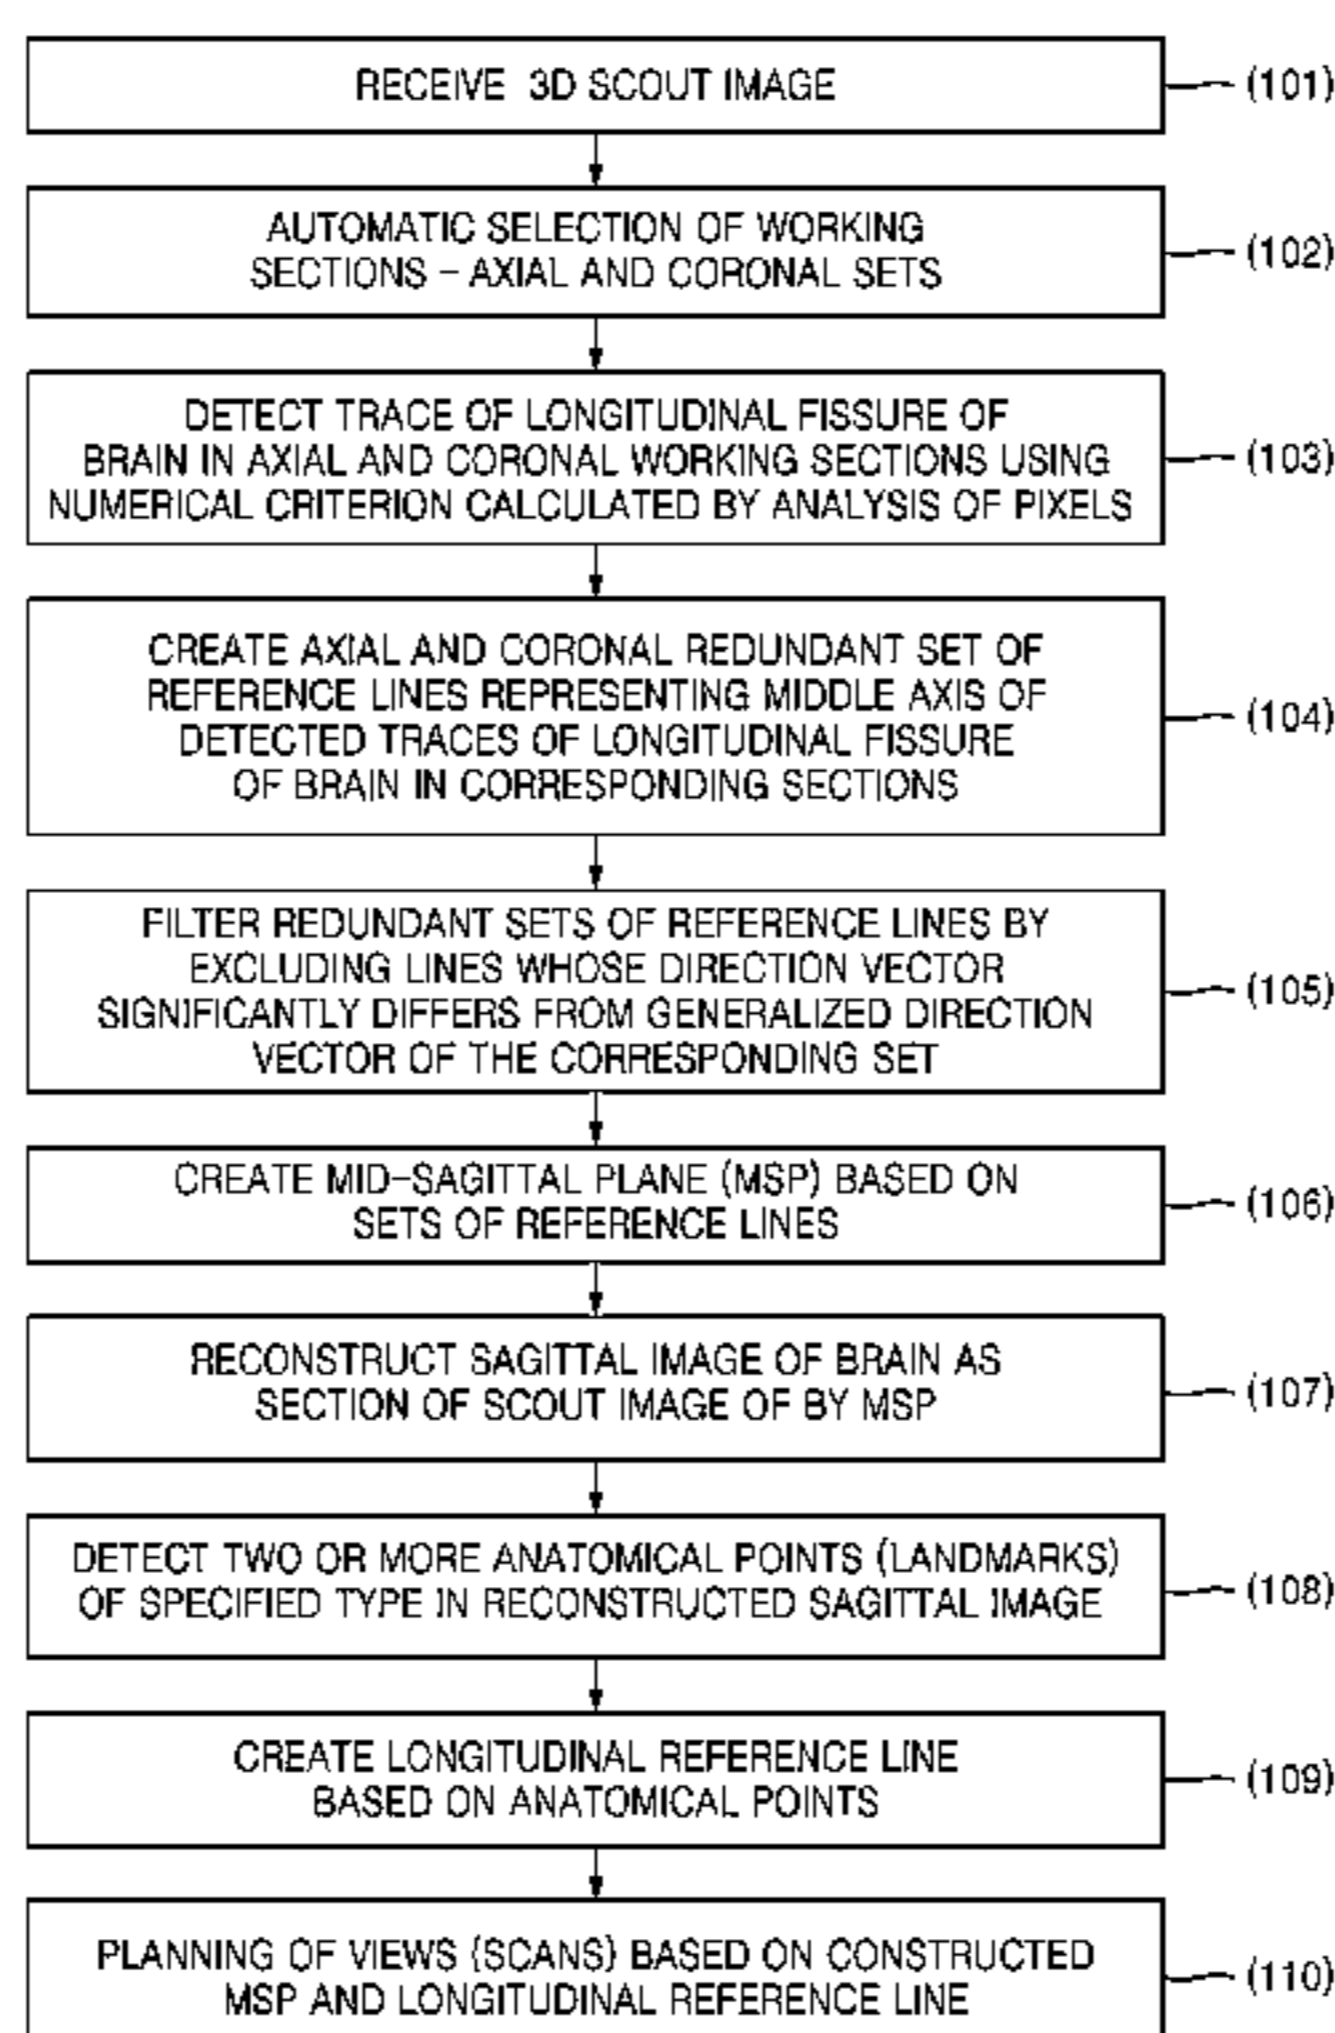 RECEIVE 3D SCOUT IMAGE
(101)
AUTOMATIC SELECTION OF WORKING
SECTIONS – AXIAL AND CORONAL SETS
(102)
DETECT TRACE OF LONGITUDINAL FISSURE OF
BRAIN IN AXIAL AND CORONAL WORKING SECTIONS USING
NUMERICAL CRITERION CALCULATED BY ANALYSIS OF PIXELS
(103)
CREATE AXIAL AND CORONAL REDUNDANT SET OF
REFERENCE LINES REPRESENTING MIDDLE AXIS OF
DETECTED TRACES OF LONGITUDINAL FISSURE
OF BRAIN IN CORRESPONDING SECTIONS
(104)
FILTER REDUNDANT SETS OF REFERENCE LINES BY
EXCLUDING LINES WHOSE DIRECTION VECTOR
SIGNIFICANTLY DIFFERS FROM GENERALIZED DIRECTION
VECTOR OF THE CORRESPONDING SET
(105)
CREATE MID-SAGITTAL PLANE (MSP) BASED ON
SETS OF REFERENCE LINES
(106)
RECONSTRUCT SAGITTAL IMAGE OF BRAIN AS
SECTION OF SCOUT IMAGE OF BY MSP
(107)
DETECT TWO OR MORE ANATOMICAL POINTS (LANDMARKS)
OF SPECIFIED TYPE IN RECONSTRUCTED SAGITTAL IMAGE
(108)
CREATE LONGITUDINAL REFERENCE LINE
BASED ON ANATOMICAL POINTS
(109)
PLANNING OF VIEWS (SCANS) BASED ON CONSTRUCTED
MSP AND LONGITUDINAL REFERENCE LINE
(110)